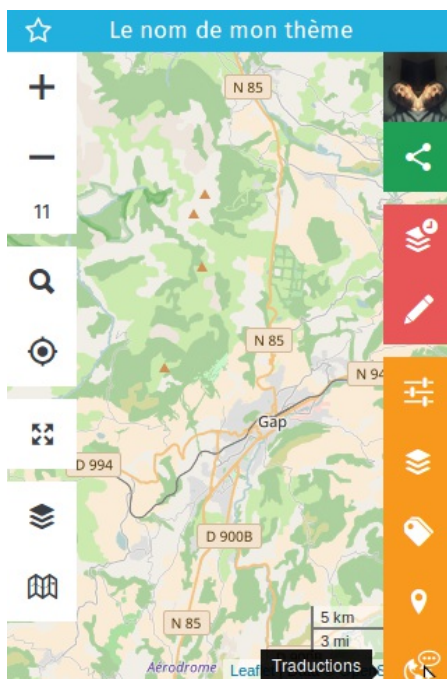 Le nom de mon thème
N 85
11
N 85
N 94
Gap
D 994
D 900B
N 85
5 km
3 mi
Aérodrome
Leaf
Traductions